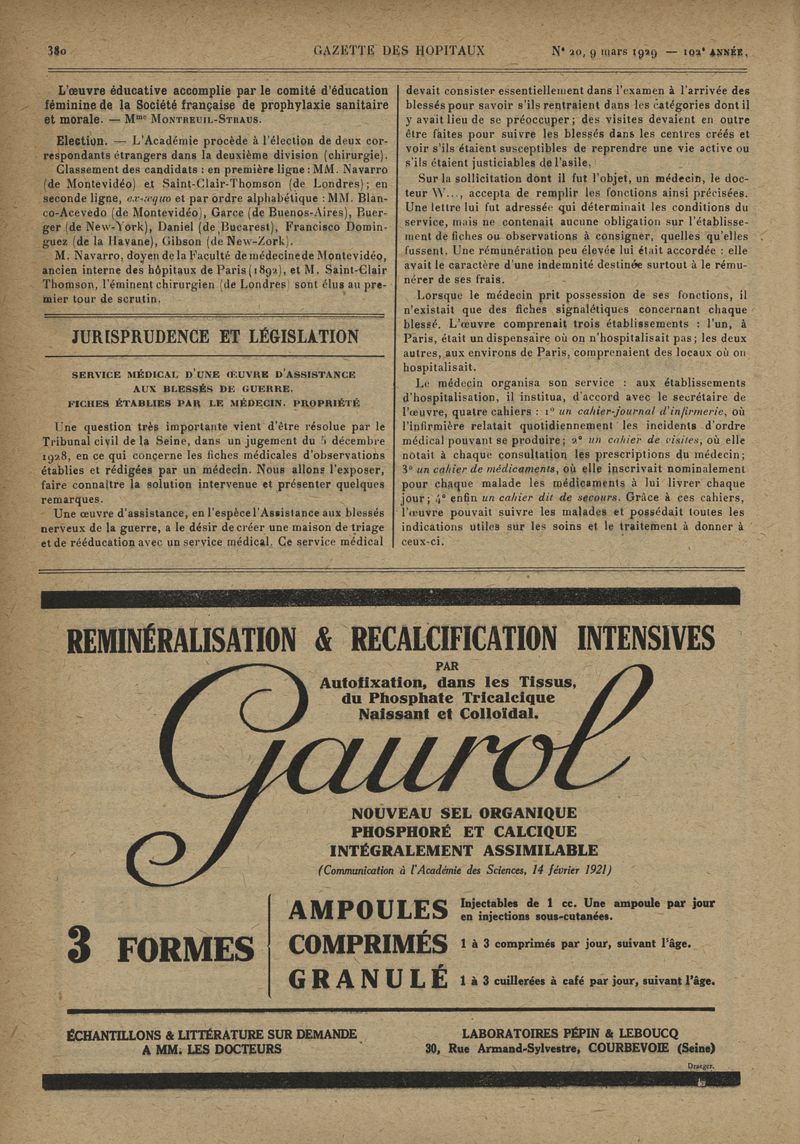 380
GAZETTE DES HOPITAUX
N° 20, 9 mars 1929 — 102e ANNÉE.
L'œuvre éducative accomplie par le comité d'éducation
féminine de la Société française de prophylaxie sanitaire
et morale. — Mme MONTREUIL-STRAUS.
Election. — L'Académie procède à l'élection de deux cor-
respondants étrangers dans la deuxième division (chirurgie).
Classement des candidats : en première ligne : MM. Navarro
(de Montevidéo) et Saint-Clair-Thomson (de Londres); en
seconde ligne, ex-æquo et par ordre alphabétique : MM. Blan-
co-Acevedo (de Montevidéo), Garce (de Buenos-Aires), Buer-
ger (de New-York), Daniel (de Bucarest), Francisco Domin-
guez (de la Havane), Gibson (de New-Zork).
M. Navarro, doyen de la Faculté de médecine de Montevidéo,
ancien interne des hôpitaux de Paris (1892), et M. Saint-Clair
Thomson, l'éminent chirurgien (de Londres) sont élus au pre-
mier tour de scrutin.
JURISPRUDENCE ET LÉGISLATION
SERVICE MÉDICAL D'UNE ŒUVRE D'ASSISTANCE
AUX BLESSÉS DE GUERRE.
FICHES ÉTABLIES PAR LE MÉDECIN. PROPRIÉTÉ
Une question très importante vient d'être résolue par le
Tribunal civil de la Seine, dans un jugement du 5 décembre
1928, en ce qui conçerne les fiches médicales d'observations
établies et rédigées par un médecin. Nous allons l'exposer,
faire connaître la solution intervenue et présenter quelques
remarques.
Une œuvre d'assistance, en l'espèce l'Assistance aux blessés
nerveux de la guerre, a le désir de créer une maison de triage
et de rééducation avec un service médical. Ce service médical
devait consister essentiellement dans l'examen à l'arrivée des
blessés pour savoir s'ils rentraient dans les catégories dont il
y avait lieu de se préoccuper; des visites devaient en outre
être faites pour suivre les blessés dans les centres créés et
voir s'ils étaient susceptibles de reprendre une vie active ou
s'ils étaient justiciables de l'asile.
Sur la sollicitation dont il fut l'objet, un médecin, le doc-
teur W..., accepta de remplir les fonctions ainsi précisées.
Une lettre lui fut adressée qui déterminait les conditions du
service, mais ne contenait aucune obligation sur l'établisse-
ment de fiches ou observations à consigner, quelles qu'elles
fussent. Une rémunération peu élevée lui était accordée : elle
avait le caractère d'une indemnité destinée surtout à le rému-
nérer de ses frais.
Lorsque le médecin prit possession de ses fonctions, il
n'existait que des fiches signalétiques concernant chaque
blessé. L'œuvre comprenait trois établissements : l'un, à
Paris, était un dispensaire où on n'hospitalisait pas; les deux
autres, aux environs de Paris, comprenaient des locaux où on
hospitalisait.
Le médecin organisa son service : aux établissements
d'hospitalisation, il institua, d'accord avec le secrétaire de
l'œuvre, quatre cahiers : 1° un cahier-journal d'infirmerie, où
l'infirmière relatait quotidiennement les incidents d'ordre
médical pouvant se produire; 2° un cahier de visites, où elle
notait à chaque consultation les prescriptions du médecin;
3° un cahier de médicaments, où elle inscrivait nominalement
pour chaque malade les médicaments à lui livrer chaque
jour; 4° enfin un cahier dit de secours. Grâce à ces cahiers,
l'œuvre pouvait suivre les malades et possédait toutes les
indications utiles sur les soins et le traitement à donner à
ceux-ci.
REMINÉRALISATION & RECALCIFICATION INTENSIVES
PAR
Autofixation, dans les Tissus,
du Phosphate Tricalcique
Naissant et Colloïdal.
Gaurol
NOUVEAU SEL ORGANIQUE
PHOSPHORÉ ET CALCIQUE
INTÉGRALEMENT ASSIMILABLE
(Communication à l'Académie des Sciences, 14 février 1921)
3 FORMES
AMPOULES Injectables de 1 cc. Une ampoule par jour
en injections sous-cutanées.
COMPRIMÉS 1 à 3 comprimés par jour, suivant l'âge.
GRANULÉ 1 à 3 cuillerées à café par jour, suivant l'âge.
ÉCHANTILLONS & LITTÉRATURE SUR DEMANDE
A MM. LES DOCTEURS
LABORATOIRES PÉPIN & LEBOUCQ
30, Rue Armand-Sylvestre, COURBEVOIE (Seine)
Draeger.